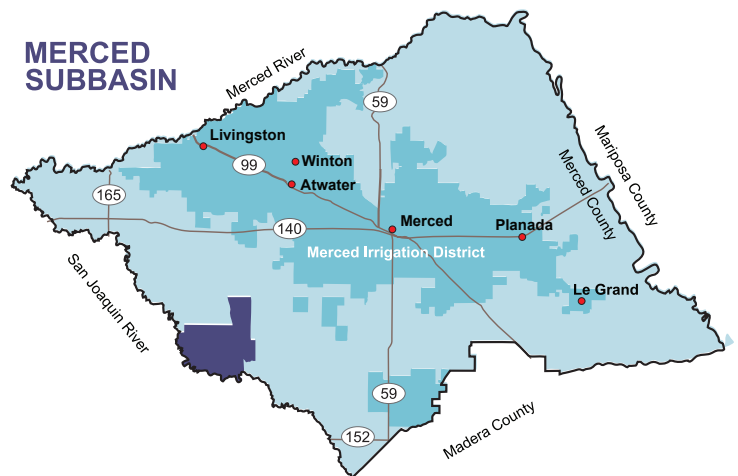 MERCED
SUBBASIN
Merced River
59
Livingston
Winton
99
Atwater
Mariposa County
Merced County
165
140
Merced
Planada
Merced Irrigation District
San Joaquin River
Le Grand
59
Madera County
152